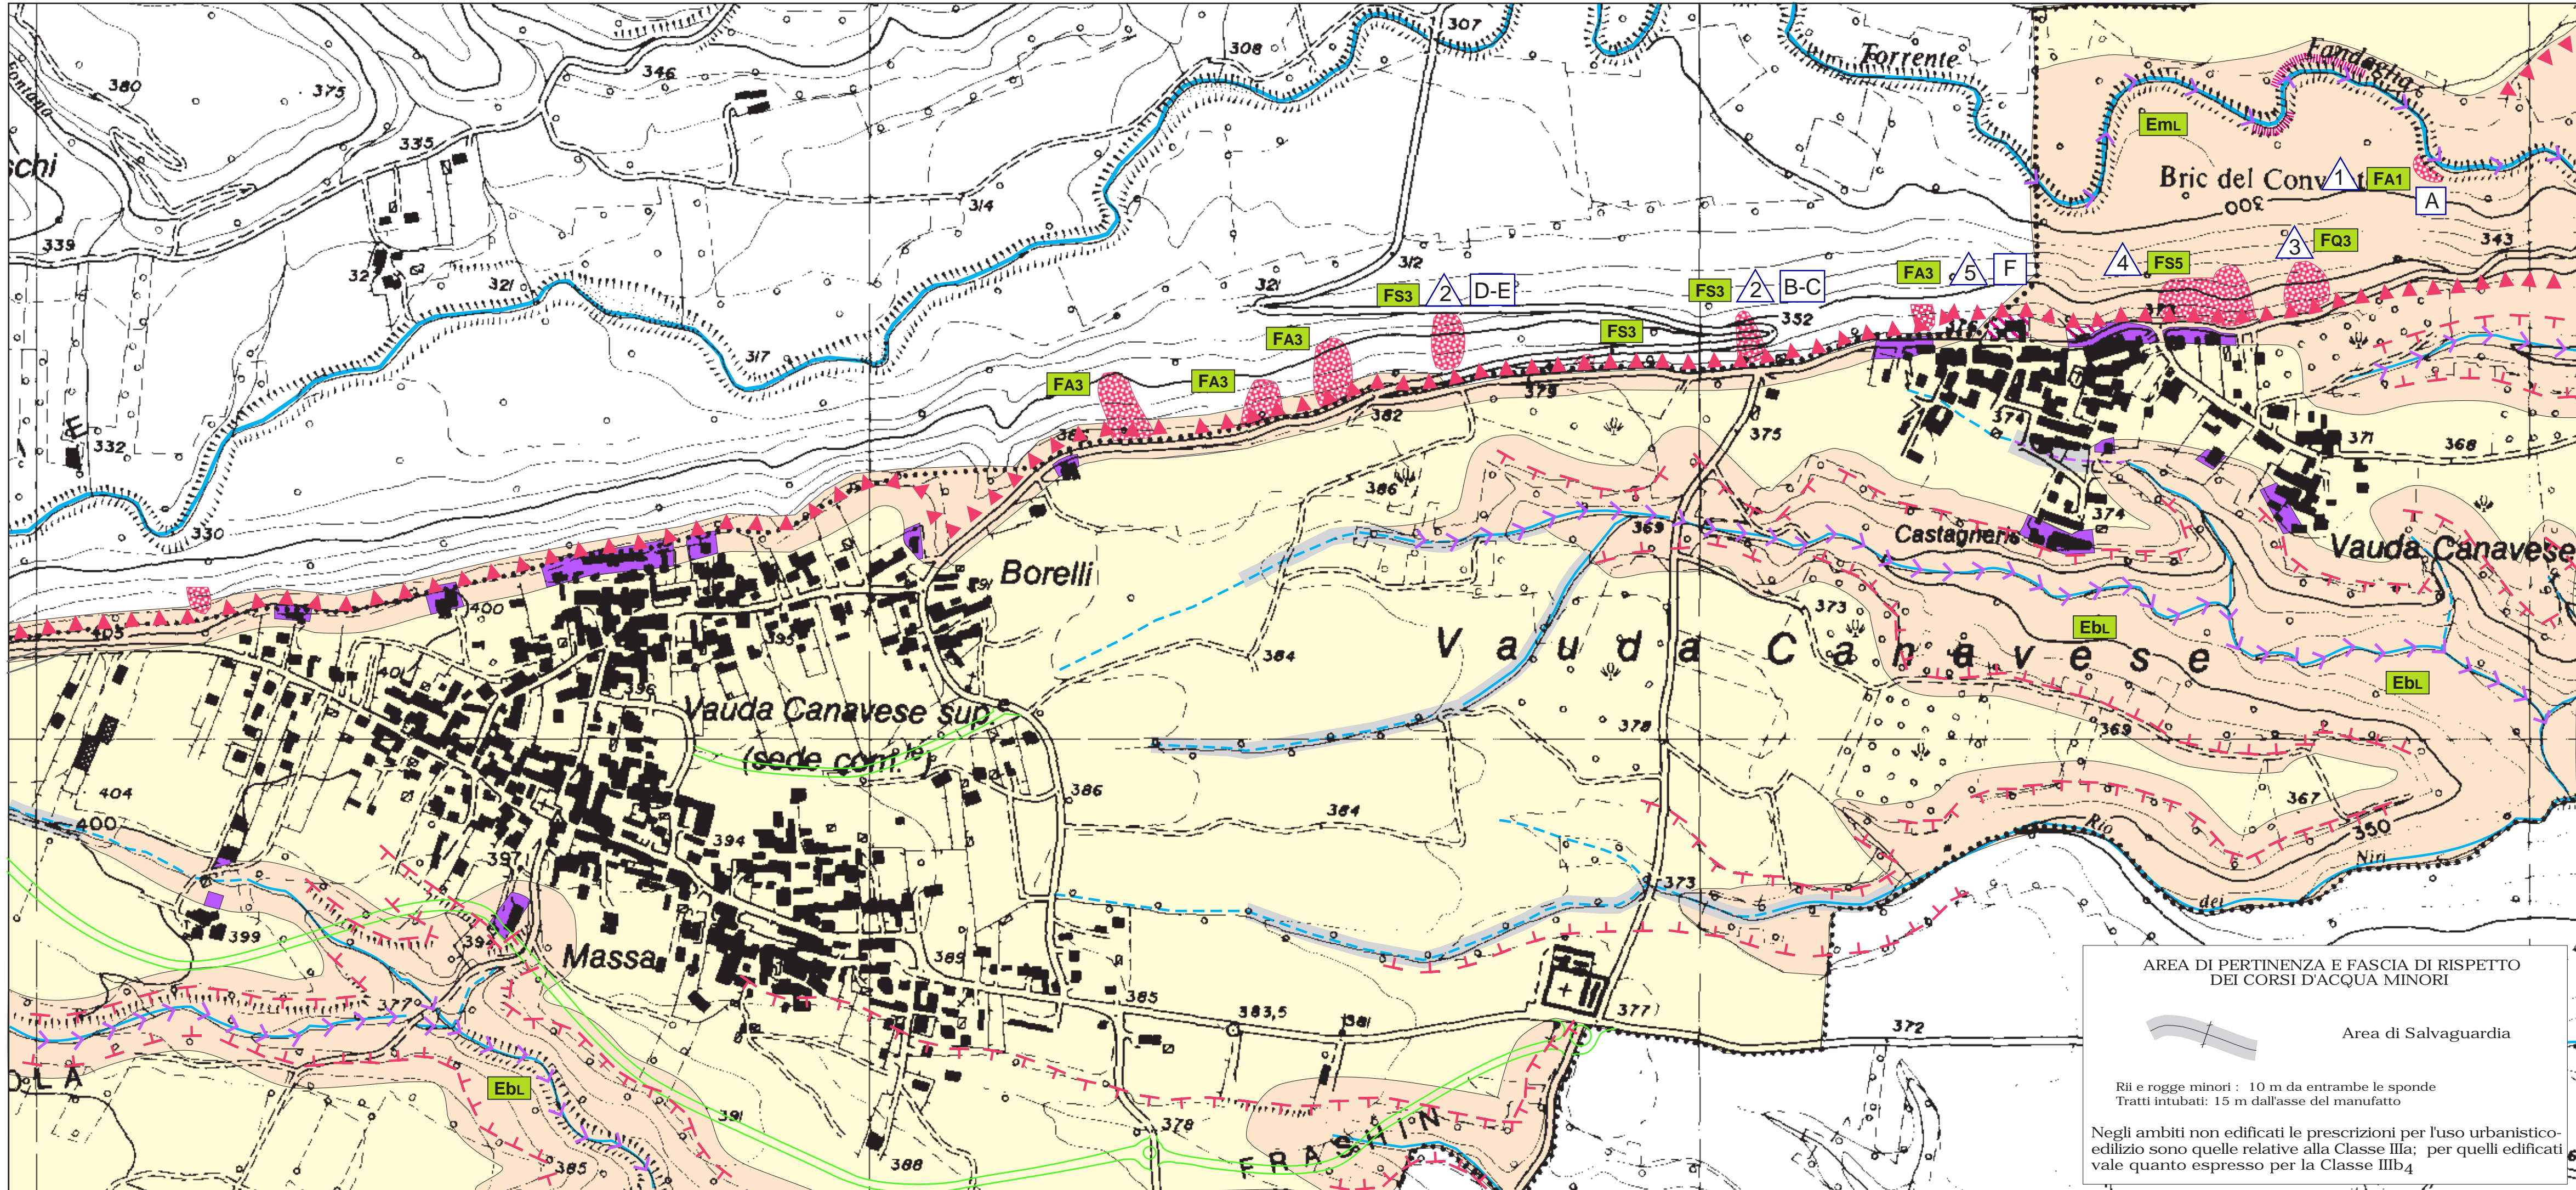 307
308
346
375
380
Fontana
335
schi
339
314
32
321
312
321
317
332
E
330
Torrente
Fandaglia
EmL
Bric del Conv
1
FA1
A
300
3
FQ3
343
4
FS5
FA3
5
F
FS3
2
B-C
FS3
2
D-E
FS3
352
FA3
FA3
FA3
376
379
382
375
374
371
368
386
369
374
Castagneris
Vauda Canavese
Borelli
391
400
405
395
401
396
384
373
Vauda Canavese
EbL
EbL
Vauda Canavese sup.e
(sede com.le)
378
369
386
384
367
350
404
400
394
397
Rio
dei
Niri
373
399
394
Massa
389
385
383,5
381
377
377
372
OLA
EbL
391
378
388
385
FRASHIN
AREA DI PERTINENZA E FASCIA DI RISPETTO
DEI CORSI D'ACQUA MINORI
Area di Salvaguardia
Rii e rogge minori : 10 m da entrambe le sponde
Tratti intubati: 15 m dall'asse del manufatto
Negli ambiti non edificati le prescrizioni per l'uso urbanistico-
edilizio sono quelle relative alla Classe IIIa; per quelli edificati
vale quanto espresso per la Classe IIIb4